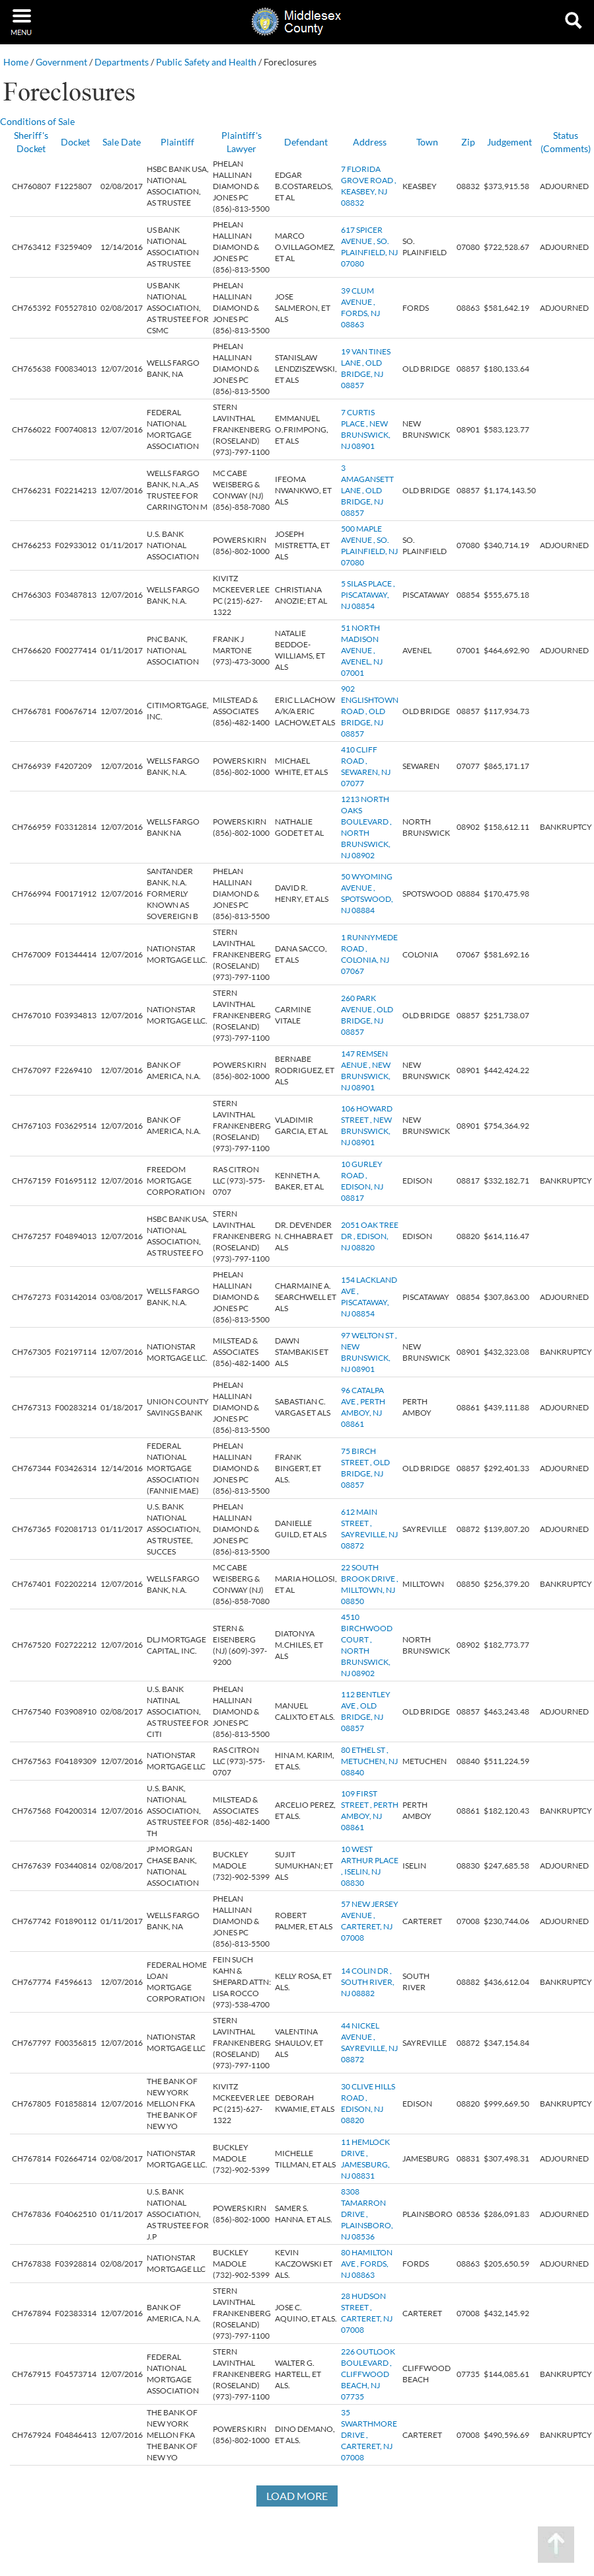 MENU
Middlesex
County
Home / Government / Departments / Public Safety and Health / Foreclosures
Foreclosures
Conditions of Sale
Sheriff's Docket Docket Sale Date Plaintiff Plaintiff's Lawyer Defendant Address Town Zip Judgement Status (Comments)
CH760807 F1225807 02/08/2017 HSBC BANK USA, NATIONAL ASSOCIATION, AS TRUSTEE PHELAN HALLINAN DIAMOND & JONES PC (856)-813-5500 EDGAR B.COSTARELOS, ET AL 7 FLORIDA GROVE ROAD , KEASBEY, NJ 08832 KEASBEY 08832 $373,915.58 ADJOURNED
CH763412 F3259409 12/14/2016 US BANK NATIONAL ASSOCIATION AS TRUSTEE PHELAN HALLINAN DIAMOND & JONES PC (856)-813-5500 MARCO O.VILLAGOMEZ, ET AL 617 SPICER AVENUE , SO. PLAINFIELD, NJ 07080 SO. PLAINFIELD 07080 $722,528.67 ADJOURNED
CH765392 F05527810 02/08/2017 US BANK NATIONAL ASSOCIATION, AS TRUSTEE FOR CSMC PHELAN HALLINAN DIAMOND & JONES PC (856)-813-5500 JOSE SALMERON, ET ALS 39 CLUM AVENUE , FORDS, NJ 08863 FORDS 08863 $581,642.19 ADJOURNED
CH765638 F00834013 12/07/2016 WELLS FARGO BANK, NA PHELAN HALLINAN DIAMOND & JONES PC (856)-813-5500 STANISLAW LENDZISZEWSKI, ET ALS 19 VAN TINES LANE , OLD BRIDGE, NJ 08857 OLD BRIDGE 08857 $180,133.64
CH766022 F00740813 12/07/2016 FEDERAL NATIONAL MORTGAGE ASSOCIATION STERN LAVINTHAL FRANKENBERG (ROSELAND) (973)-797-1100 EMMANUEL O.FRIMPONG, ET ALS 7 CURTIS PLACE , NEW BRUNSWICK, NJ 08901 NEW BRUNSWICK 08901 $583,123.77
CH766231 F02214213 12/07/2016 WELLS FARGO BANK, N.A.,AS TRUSTEE FOR CARRINGTON M MC CABE WEISBERG & CONWAY (NJ) (856)-858-7080 IFEOMA NWANKWO, ET ALS 3 AMAGANSETT LANE , OLD BRIDGE, NJ 08857 OLD BRIDGE 08857 $1,174,143.50
CH766253 F02933012 01/11/2017 U.S. BANK NATIONAL ASSOCIATION POWERS KIRN (856)-802-1000 JOSEPH MISTRETTA, ET ALS 500 MAPLE AVENUE , SO. PLAINFIELD, NJ 07080 SO. PLAINFIELD 07080 $340,714.19 ADJOURNED
CH766303 F03487813 12/07/2016 WELLS FARGO BANK, N.A. KIVITZ MCKEEVER LEE PC (215)-627-1322 CHRISTIANA ANOZIE; ET AL 5 SILAS PLACE , PISCATAWAY, NJ 08854 PISCATAWAY 08854 $555,675.18
CH766620 F00277414 01/11/2017 PNC BANK, NATIONAL ASSOCIATION FRANK J MARTONE (973)-473-3000 NATALIE BEDDOE-WILLIAMS, ET ALS 51 NORTH MADISON AVENUE , AVENEL, NJ 07001 AVENEL 07001 $464,692.90 ADJOURNED
CH766781 F00676714 12/07/2016 CITIMORTGAGE, INC. MILSTEAD & ASSOCIATES (856)-482-1400 ERIC L.LACHOW A/K/A ERIC LACHOW,ET ALS 902 ENGLISHTOWN ROAD , OLD BRIDGE, NJ 08857 OLD BRIDGE 08857 $117,934.73
CH766939 F4207209 12/07/2016 WELLS FARGO BANK, N.A. POWERS KIRN (856)-802-1000 MICHAEL WHITE, ET ALS 410 CLIFF ROAD , SEWAREN, NJ 07077 SEWAREN 07077 $865,171.17
CH766959 F03312814 12/07/2016 WELLS FARGO BANK NA POWERS KIRN (856)-802-1000 NATHALIE GODET ET AL 1213 NORTH OAKS BOULEVARD , NORTH BRUNSWICK, NJ 08902 NORTH BRUNSWICK 08902 $158,612.11 BANKRUPTCY
CH766994 F00171912 12/07/2016 SANTANDER BANK, N.A. FORMERLY KNOWN AS SOVEREIGN B PHELAN HALLINAN DIAMOND & JONES PC (856)-813-5500 DAVID R. HENRY, ET ALS 50 WYOMING AVENUE , SPOTSWOOD, NJ 08884 SPOTSWOOD 08884 $170,475.98
CH767009 F01344414 12/07/2016 NATIONSTAR MORTGAGE LLC. STERN LAVINTHAL FRANKENBERG (ROSELAND) (973)-797-1100 DANA SACCO, ET ALS 1 RUNNYMEDE ROAD , COLONIA, NJ 07067 COLONIA 07067 $581,692.16
CH767010 F03934813 12/07/2016 NATIONSTAR MORTGAGE LLC. STERN LAVINTHAL FRANKENBERG (ROSELAND) (973)-797-1100 CARMINE VITALE 260 PARK AVENUE , OLD BRIDGE, NJ 08857 OLD BRIDGE 08857 $251,738.07
CH767097 F2269410 12/07/2016 BANK OF AMERICA, N.A. POWERS KIRN (856)-802-1000 BERNABE RODRIGUEZ, ET ALS 147 REMSEN AENUE , NEW BRUNSWICK, NJ 08901 NEW BRUNSWICK 08901 $442,424.22
CH767103 F03629514 12/07/2016 BANK OF AMERICA, N.A. STERN LAVINTHAL FRANKENBERG (ROSELAND) (973)-797-1100 VLADIMIR GARCIA, ET AL 106 HOWARD STREET , NEW BRUNSWICK, NJ 08901 NEW BRUNSWICK 08901 $754,364.92
CH767159 F01695112 12/07/2016 FREEDOM MORTGAGE CORPORATION RAS CITRON LLC (973)-575-0707 KENNETH A. BAKER, ET AL 10 GURLEY ROAD , EDISON, NJ 08817 EDISON 08817 $332,182.71 BANKRUPTCY
CH767257 F04894013 12/07/2016 HSBC BANK USA, NATIONAL ASSOCIATION, AS TRUSTEE FO STERN LAVINTHAL FRANKENBERG (ROSELAND) (973)-797-1100 DR. DEVENDER N. CHHABRA ET ALS 2051 OAK TREE DR , EDISON, NJ 08820 EDISON 08820 $614,116.47
CH767273 F03142014 03/08/2017 WELLS FARGO BANK, N.A. PHELAN HALLINAN DIAMOND & JONES PC (856)-813-5500 CHARMAINE A. SEARCHWELL ET ALS 154 LACKLAND AVE , PISCATAWAY, NJ 08854 PISCATAWAY 08854 $307,863.00 ADJOURNED
CH767305 F02197114 12/07/2016 NATIONSTAR MORTGAGE LLC. MILSTEAD & ASSOCIATES (856)-482-1400 DAWN STAMBAKIS ET ALS 97 WELTON ST , NEW BRUNSWICK, NJ 08901 NEW BRUNSWICK 08901 $432,323.08 BANKRUPTCY
CH767313 F00283214 01/18/2017 UNION COUNTY SAVINGS BANK PHELAN HALLINAN DIAMOND & JONES PC (856)-813-5500 SABASTIAN C. VARGAS ET ALS 96 CATALPA AVE , PERTH AMBOY, NJ 08861 PERTH AMBOY 08861 $439,111.88 ADJOURNED
CH767344 F03426314 12/14/2016 FEDERAL NATIONAL MORTGAGE ASSOCIATION (FANNIE MAE) PHELAN HALLINAN DIAMOND & JONES PC (856)-813-5500 FRANK BINGERT, ET ALS. 75 BIRCH STREET , OLD BRIDGE, NJ 08857 OLD BRIDGE 08857 $292,401.33 ADJOURNED
CH767365 F02081713 01/11/2017 U.S. BANK NATIONAL ASSOCIATION, AS TRUSTEE, SUCCES PHELAN HALLINAN DIAMOND & JONES PC (856)-813-5500 DANIELLE GUILD, ET ALS 612 MAIN STREET , SAYREVILLE, NJ 08872 SAYREVILLE 08872 $139,807.20 ADJOURNED
CH767401 F02202214 12/07/2016 WELLS FARGO BANK, N.A. MC CABE WEISBERG & CONWAY (NJ) (856)-858-7080 MARIA HOLLOSI, ET AL 22 SOUTH BROOK DRIVE , MILLTOWN, NJ 08850 MILLTOWN 08850 $256,379.20 BANKRUPTCY
CH767520 F02722212 12/07/2016 DLJ MORTGAGE CAPITAL, INC. STERN & EISENBERG (NJ) (609)-397-9200 DIATONYA M.CHILES, ET ALS 4510 BIRCHWOOD COURT , NORTH BRUNSWICK, NJ 08902 NORTH BRUNSWICK 08902 $182,773.77
CH767540 F03908910 02/08/2017 U.S. BANK NATINAL ASSOCIATION, AS TRUSTEE FOR CITI PHELAN HALLINAN DIAMOND & JONES PC (856)-813-5500 MANUEL CALIXTO ET ALS. 112 BENTLEY AVE , OLD BRIDGE, NJ 08857 OLD BRIDGE 08857 $463,243.48 ADJOURNED
CH767563 F04189309 12/07/2016 NATIONSTAR MORTGAGE LLC RAS CITRON LLC (973)-575-0707 HINA M. KARIM, ET ALS. 80 ETHEL ST , METUCHEN, NJ 08840 METUCHEN 08840 $511,224.59
CH767568 F04200314 12/07/2016 U.S. BANK, NATIONAL ASSOCIATION, AS TRUSTEE FOR TH MILSTEAD & ASSOCIATES (856)-482-1400 ARCELIO PEREZ, ET ALS. 109 FIRST STREET , PERTH AMBOY, NJ 08861 PERTH AMBOY 08861 $182,120.43 BANKRUPTCY
CH767639 F03440814 02/08/2017 JP MORGAN CHASE BANK, NATIONAL ASSOCIATION BUCKLEY MADOLE (732)-902-5399 SUJIT SUMUKHAN; ET ALS 10 WEST ARTHUR PLACE , ISELIN, NJ 08830 ISELIN 08830 $247,685.58 ADJOURNED
CH767742 F01890112 01/11/2017 WELLS FARGO BANK, NA PHELAN HALLINAN DIAMOND & JONES PC (856)-813-5500 ROBERT PALMER, ET ALS 57 NEW JERSEY AVENUE , CARTERET, NJ 07008 CARTERET 07008 $230,744.06 ADJOURNED
CH767774 F4596613 12/07/2016 FEDERAL HOME LOAN MORTGAGE CORPORATION FEIN SUCH KAHN & SHEPARD ATTN: LISA ROCCO (973)-538-4700 KELLY ROSA, ET ALS. 14 COLIN DR , SOUTH RIVER, NJ 08882 SOUTH RIVER 08882 $436,612.04 BANKRUPTCY
CH767797 F00356815 12/07/2016 NATIONSTAR MORTGAGE LLC STERN LAVINTHAL FRANKENBERG (ROSELAND) (973)-797-1100 VALENTINA SHAULOV, ET ALS 44 NICKEL AVENUE , SAYREVILLE, NJ 08872 SAYREVILLE 08872 $347,154.84
CH767805 F01858814 12/07/2016 THE BANK OF NEW YORK MELLON FKA THE BANK OF NEW YO KIVITZ MCKEEVER LEE PC (215)-627-1322 DEBORAH KWAMIE, ET ALS 30 CLIVE HILLS ROAD , EDISON, NJ 08820 EDISON 08820 $999,669.50 BANKRUPTCY
CH767814 F02664714 02/08/2017 NATIONSTAR MORTGAGE LLC. BUCKLEY MADOLE (732)-902-5399 MICHELLE TILLMAN, ET ALS 11 HEMLOCK DRIVE , JAMESBURG, NJ 08831 JAMESBURG 08831 $307,498.31 ADJOURNED
CH767836 F04062510 01/11/2017 U.S. BANK NATIONAL ASSOCIATION, AS TRUSTEE FOR J.P POWERS KIRN (856)-802-1000 SAMER S. HANNA. ET ALS. 8308 TAMARRON DRIVE , PLAINSBORO, NJ 08536 PLAINSBORO 08536 $286,091.83 ADJOURNED
CH767838 F03928814 02/08/2017 NATIONSTAR MORTGAGE LLC BUCKLEY MADOLE (732)-902-5399 KEVIN KACZOWSKI ET ALS. 80 HAMILTON AVE , FORDS, NJ 08863 FORDS 08863 $205,650.59 ADJOURNED
CH767894 F02383314 12/07/2016 BANK OF AMERICA, N.A. STERN LAVINTHAL FRANKENBERG (ROSELAND) (973)-797-1100 JOSE C. AQUINO, ET ALS. 28 HUDSON STREET , CARTERET, NJ 07008 CARTERET 07008 $432,145.92
CH767915 F04573714 12/07/2016 FEDERAL NATIONAL MORTGAGE ASSOCIATION STERN LAVINTHAL FRANKENBERG (ROSELAND) (973)-797-1100 WALTER G. HARTELL, ET ALS. 226 OUTLOOK BOULEVARD , CLIFFWOOD BEACH, NJ 07735 CLIFFWOOD BEACH 07735 $144,085.61 BANKRUPTCY
CH767924 F04846413 12/07/2016 THE BANK OF NEW YORK MELLON FKA THE BANK OF NEW YO POWERS KIRN (856)-802-1000 DINO DEMANO, ET ALS. 35 SWARTHMORE DRIVE , CARTERET, NJ 07008 CARTERET 07008 $490,696.69 BANKRUPTCY
LOAD MORE